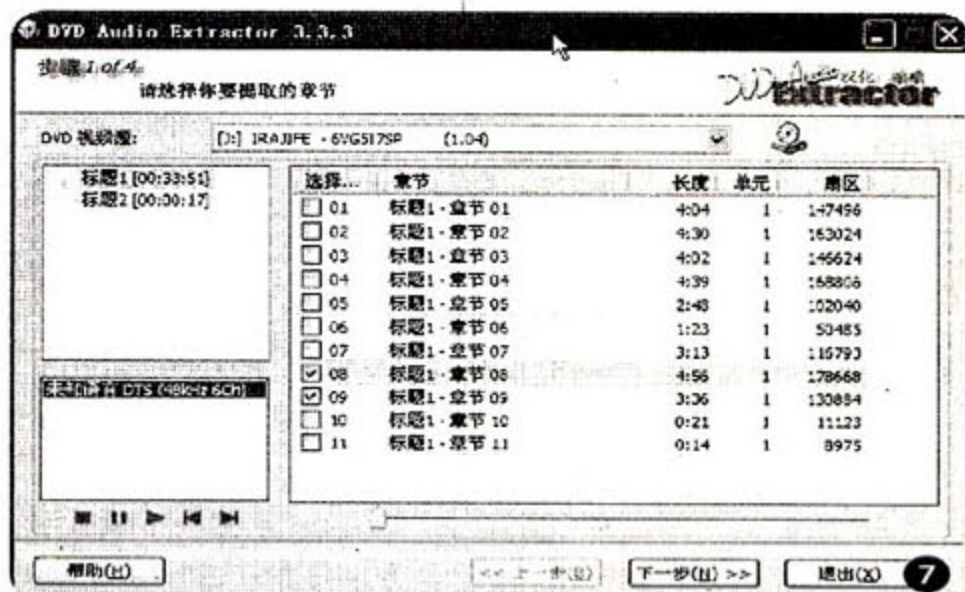 DVD Audio Extractor 3.3.3
步骤 1 of 4
请选择你要提取的章节
DVD Audio Extractor 汉化
DVD 视频源:
(1.04)
标题1 [00:33:51]
标题2 [00:00:17]
选择... 章节 长度 单元 扇区
01 标题1 - 章节 01 4:04 1 147496
02 标题1 - 章节 02 4:30 1 163024
03 标题1 - 章节 03 4:02 1 146624
04 标题1 - 章节 04 4:39 1 168806
05 标题1 - 章节 05 2:48 1 102040
06 标题1 - 章节 06 1:23 1 50485
07 标题1 - 章节 07 3:13 1 116793
08 标题1 - 章节 08 4:58 1 178668
09 标题1 - 章节 09 3:36 1 130884
10 标题1 - 章节 10 0:21 1 11123
11 标题1 - 章节 11 0:14 1 8975
DTS (48kHz 6Ch)
帮助(H)
<< 上一步(B)
下一步(N) >>
退出(X)
7